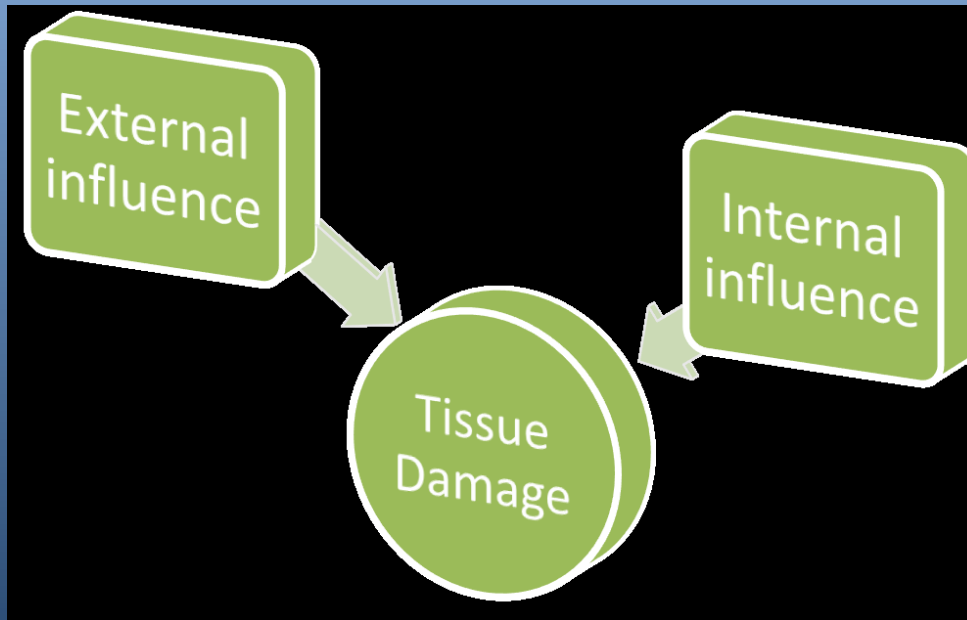 External
influence
Internal
influence
Tissue
Damage